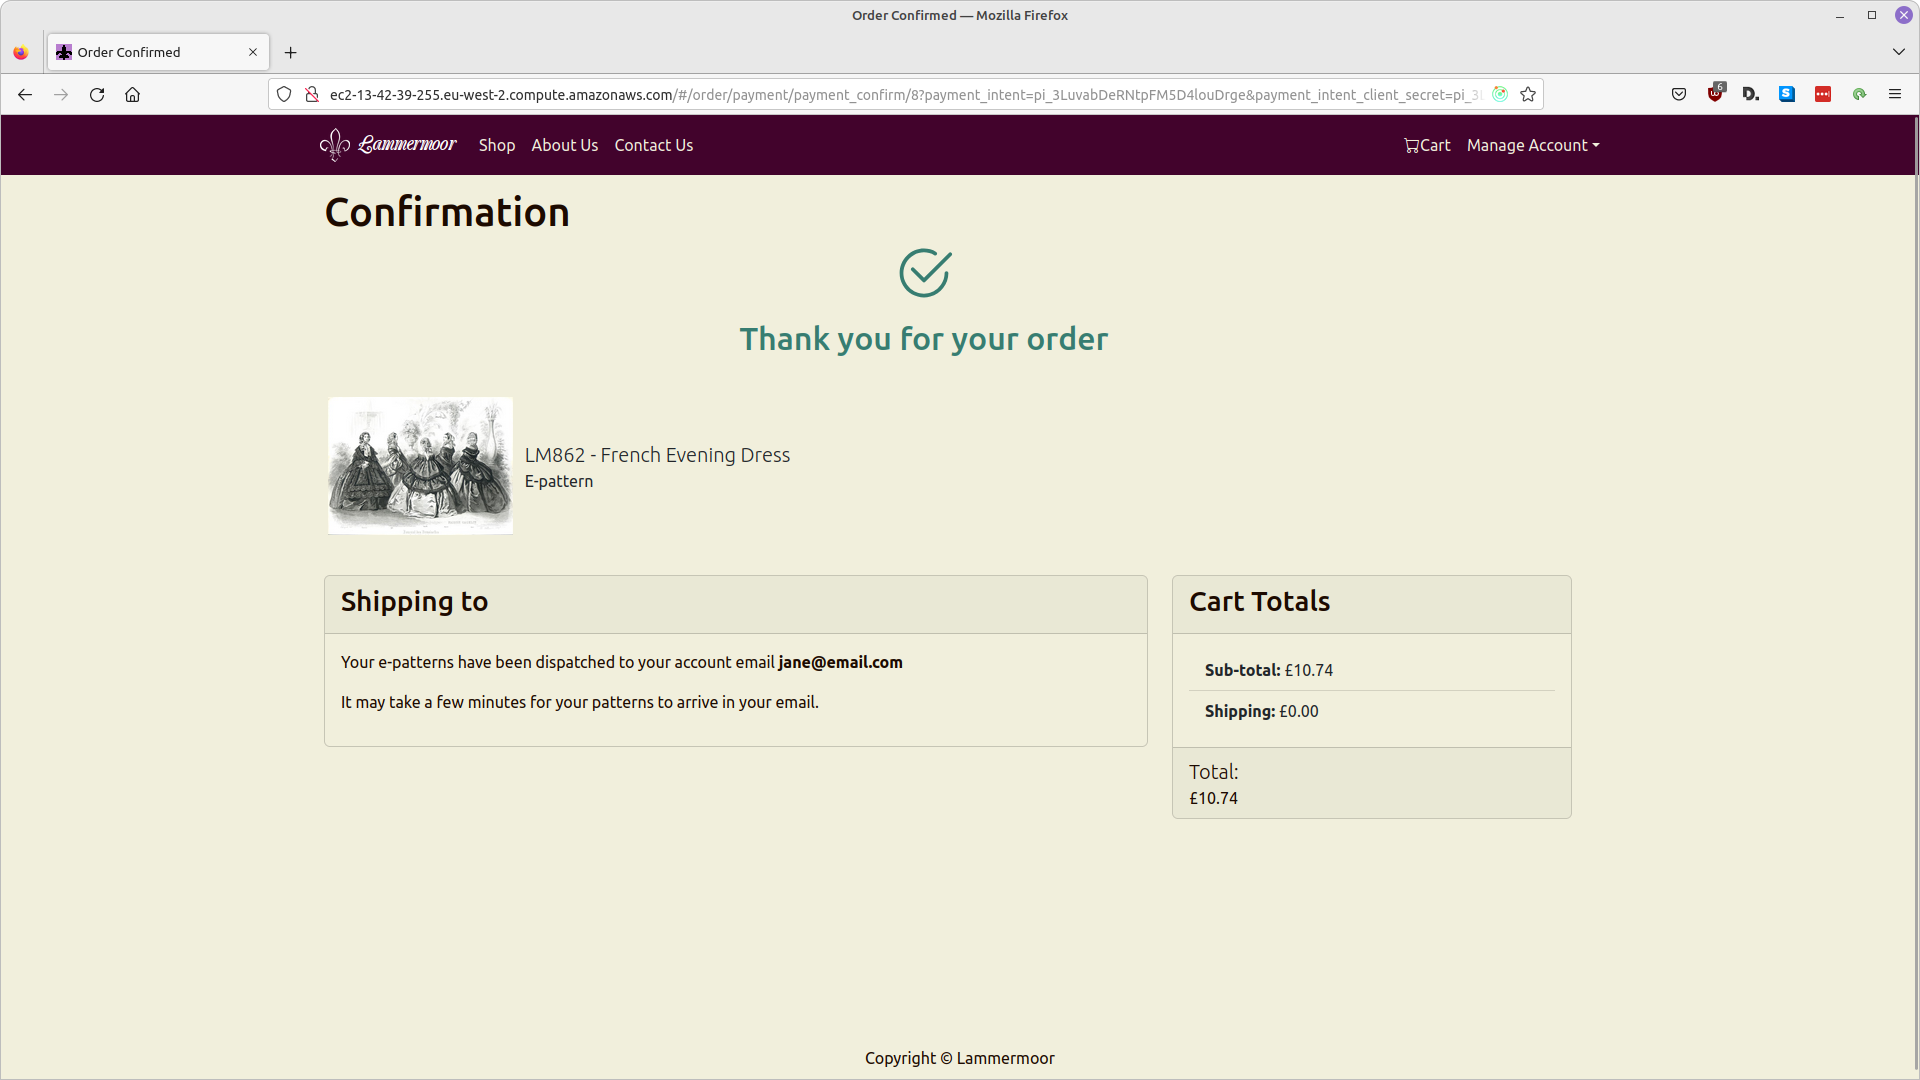 Order Confirmed — Mozilla Firefox
Order Confirmed
ec2-13-42-39-255.eu-west-2.compute.amazonaws.com/#/order/payment/payment_confirm/8?payment_intent=pi_3LuvabDeRNtpFM5D4louDrge&payment_intent_client_secret=pi_3
6
Lammermoor Shop About Us Contact Us Cart Manage Account
Confirmation
Thank you for your order
LM862 - French Evening Dress
E-pattern
Shipping to
Your e-patterns have been dispatched to your account email jane@email.com
It may take a few minutes for your patterns to arrive in your email.
Cart Totals
Sub-total: £10.74
Shipping: £0.00
Total:
£10.74
Copyright © Lammermoor